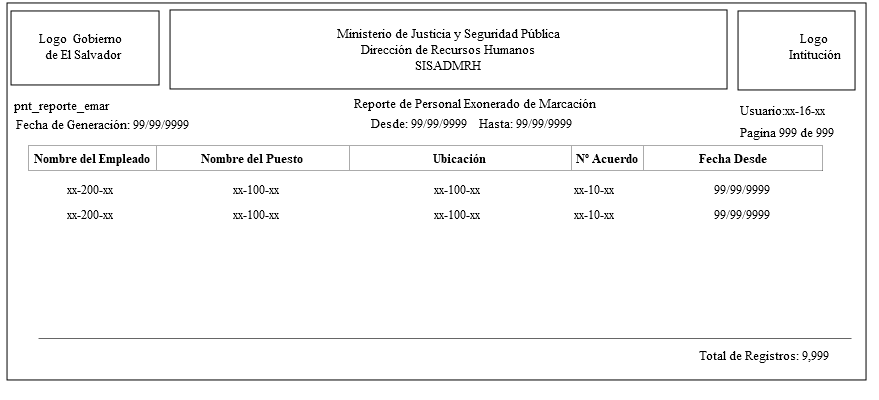 Logo Gobierno
de El Salvador
Ministerio de Justicia y Seguridad Pública
Dirección de Recursos Humanos
SISADMRH
Logo
Intitución
pnt_reporte_emar
Reporte de Personal Exonerado de Marcación
Usuario:xx-16-xx
Fecha de Generación: 99/99/9999
Desde: 99/99/9999 Hasta: 99/99/9999
Pagina 999 de 999
Nombre del Empleado Nombre del Puesto Ubicación Nº Acuerdo Fecha Desde
xx-200-xx xx-100-xx xx-100-xx xx-10-xx 99/99/9999
xx-200-xx xx-100-xx xx-100-xx xx-10-xx 99/99/9999
Total de Registros: 9,999